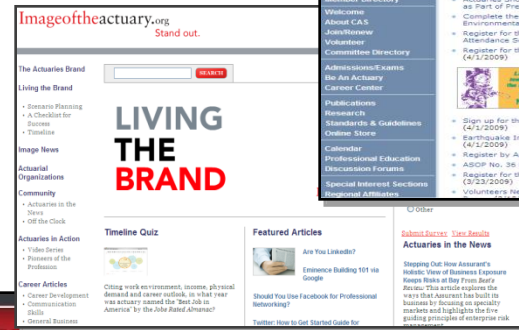 Imageoftheactuary.org
Stand out.
SEARCH
The Actuaries Brand
Living the Brand
• Scenario Planning
• A Checklist for
Success
• Timeline
Image News
Actuarial
Organizations
Community
• Actuaries in the
News
• Off the Clock
Actuaries in Action
• Video Series
• Pioneers of the
Profession
Career Articles
• Career Development
• Communication
Skills
• General Business
LIVING
THE
BRAND
Timeline Quiz
Citing work environment, income, physical
demand and career outlook, in what year
was actuary named the "Best Job in
America" by the Jobs Rated Almanac?
Featured Articles
Are You LinkedIn?
Eminence Building 101 via
Google
Should You Use Facebook for Professional
Networking?
Twitter: How to Get Started Guide for
Welcome
About CAS
Join/Renew
Volunteer
Committee Directory
Admissions/Exams
Be An Actuary
Career Center
Publications
Research
Standards & Guidelines
Online Store
Calendar
Professional Education
Discussion Forums
Special Interest Sections
Regional Affiliates
as Part of Pre
Complete the
Environmenta
Register for th
Attendance S
Register for th
(4/1/2009)
Sign up for th
(4/1/2009)
Earthquake In
(4/1/2009)
Register by A
ASOP No. 36
Register for th
(3/23/2009)
Volunteers Ne
Other
Submit Survey View Results
Actuaries in the News
Stepping Out: How Assurant's
Holistic View of Business Exposure
Keeps Risks at Bay From Best's
Review This article explores the
ways that Assurant has built its
business by focusing on specialty
markets and highlights the five
guiding principles of enterprise risk
management.